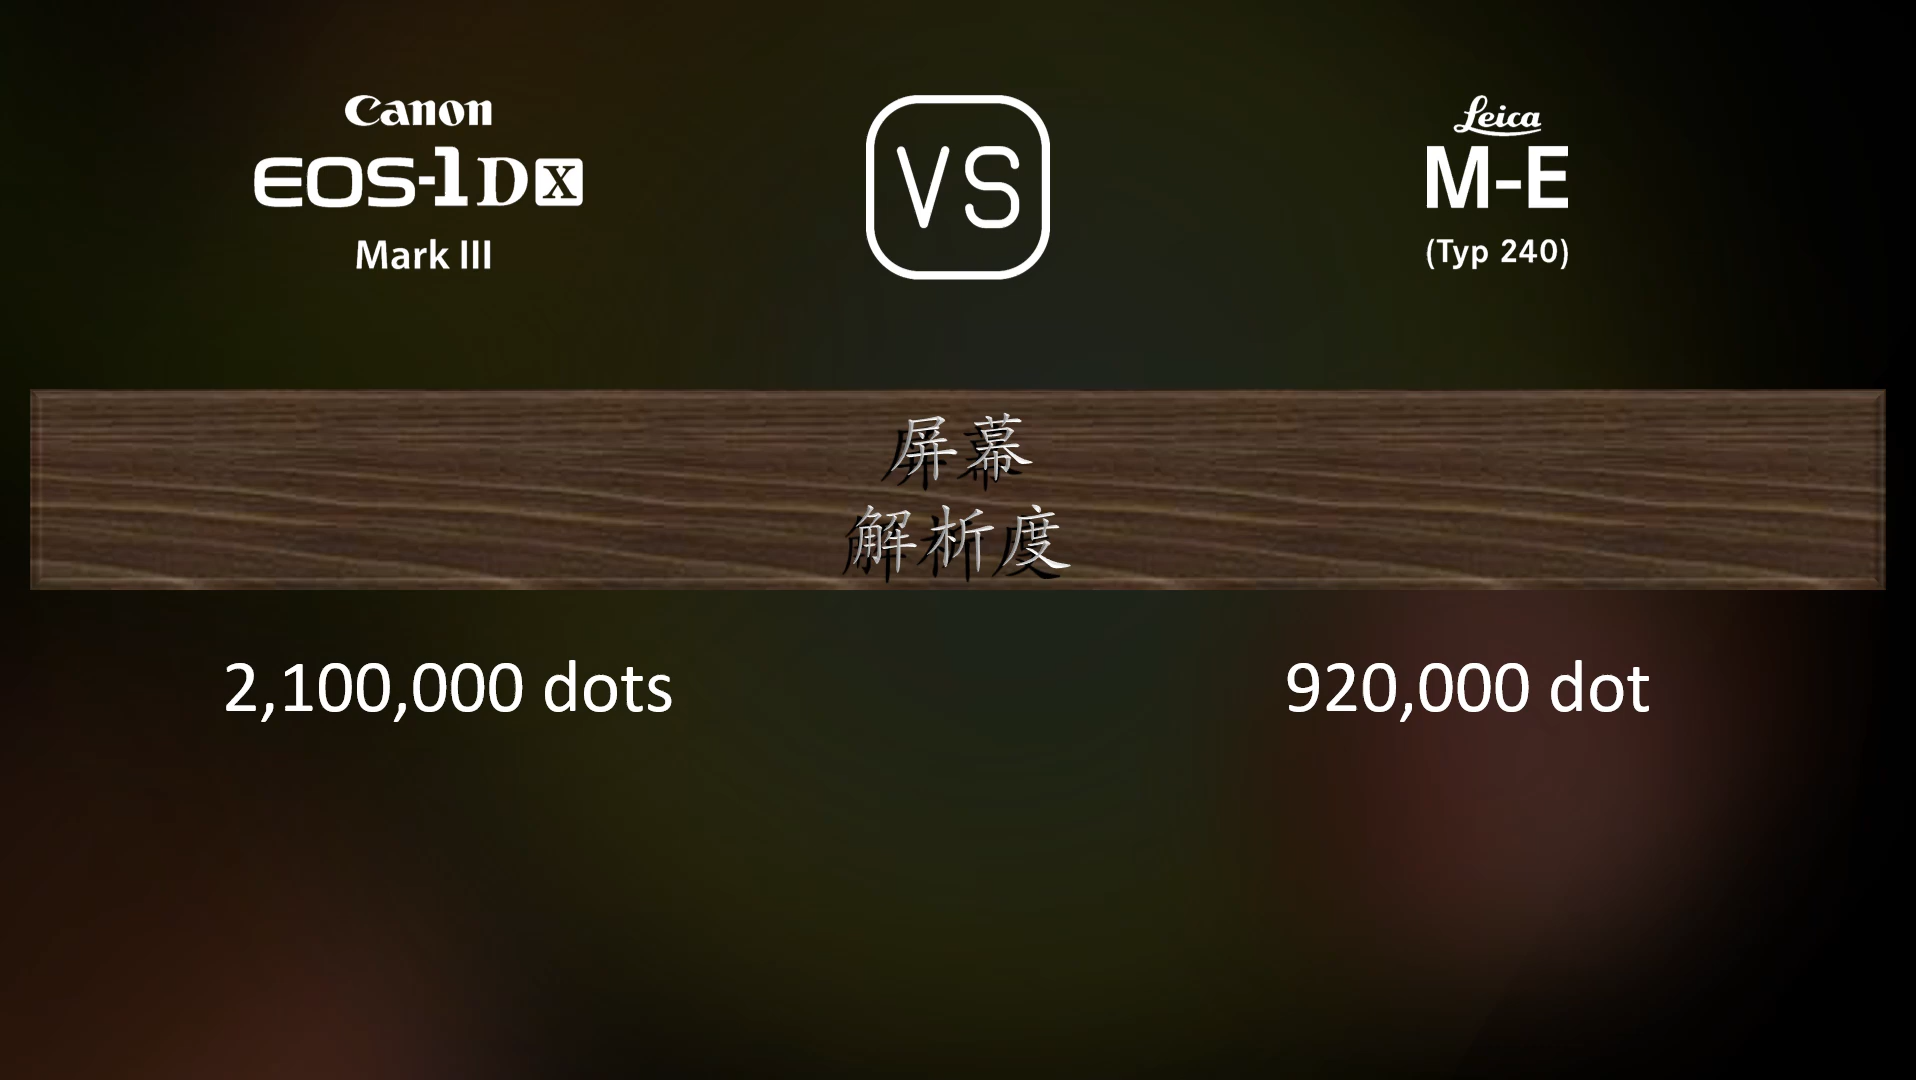 Canon
EOS-1DX
Mark III
VS
Leica
M-E
(Typ 240)
屏幕
解析度
2,100,000 dots
920,000 dot